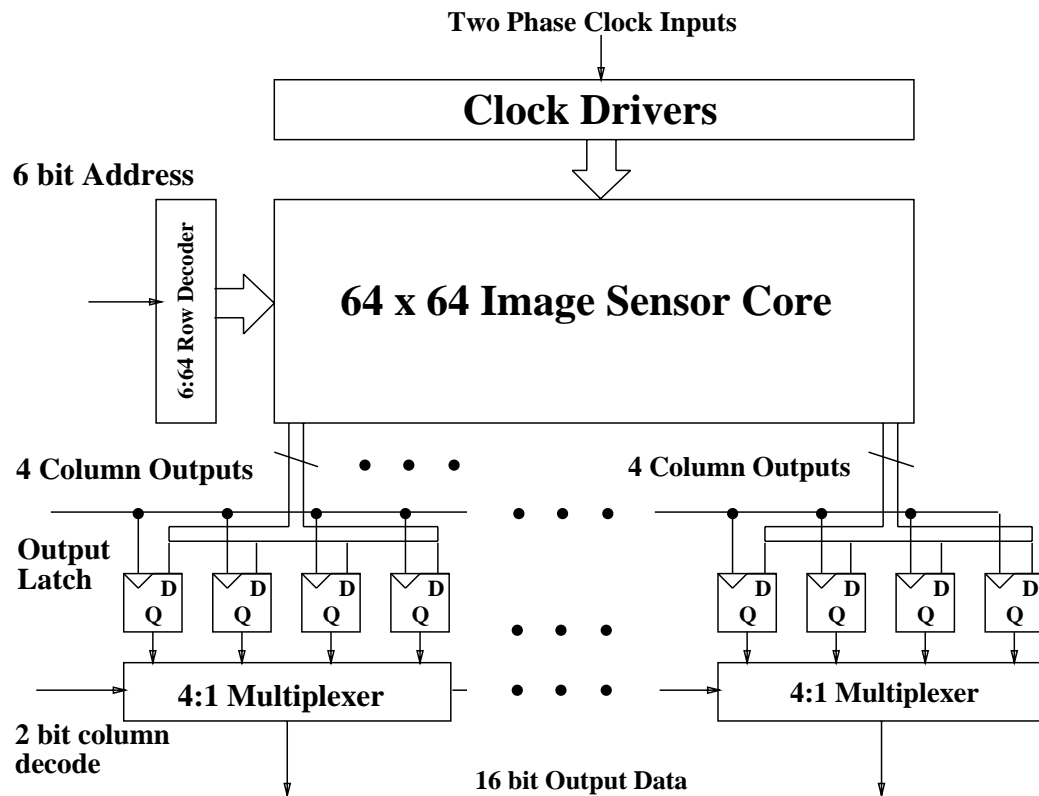 Two Phase Clock Inputs
Clock Drivers
6 bit Address
6:64 Row Decoder
64 x 64 Image Sensor Core
4 Column Outputs
4 Column Outputs
Output
Latch
D
Q
D
Q
D
Q
D
Q
D
Q
D
Q
D
Q
D
Q
4:1 Multiplexer
4:1 Multiplexer
2 bit column
decode
16 bit Output Data